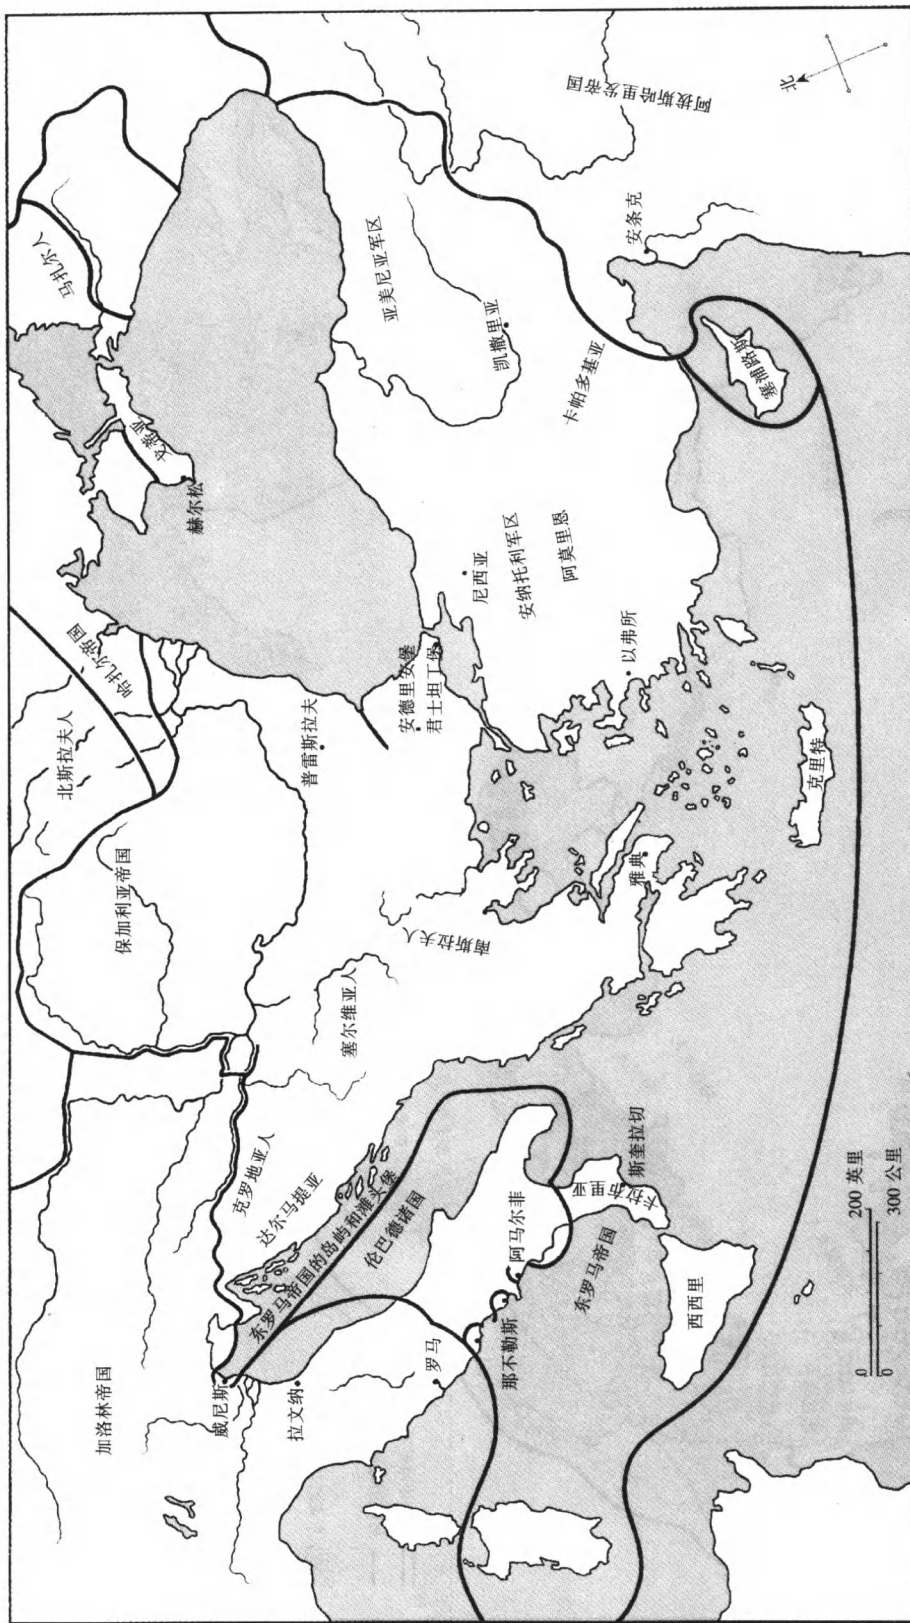 加洛林帝国
威尼斯
拉文纳
罗马
那不勒斯
阿马尔菲
伦巴德诸国
东罗马帝国的岛屿和滩头堡
达尔马提亚
克罗地亚人
塞尔维亚人
保加利亚帝国
北斯拉夫人
哈扎尔帝国
马扎尔人
戈蒂亚
赫尔松
普雷斯拉夫
安德里安堡
君士坦丁堡
南斯拉夫人
雅典
尼西亚
安纳托利军区
阿莫里恩
以弗所
亚美尼亚军区
凯撒里亚
卡帕多基亚
安条克
阿拔斯哈里发帝国
塞浦路斯
克里特
东罗马帝国
卡拉布里亚
斯奎拉切
西西里
北
0 200 英里
0 300 公里